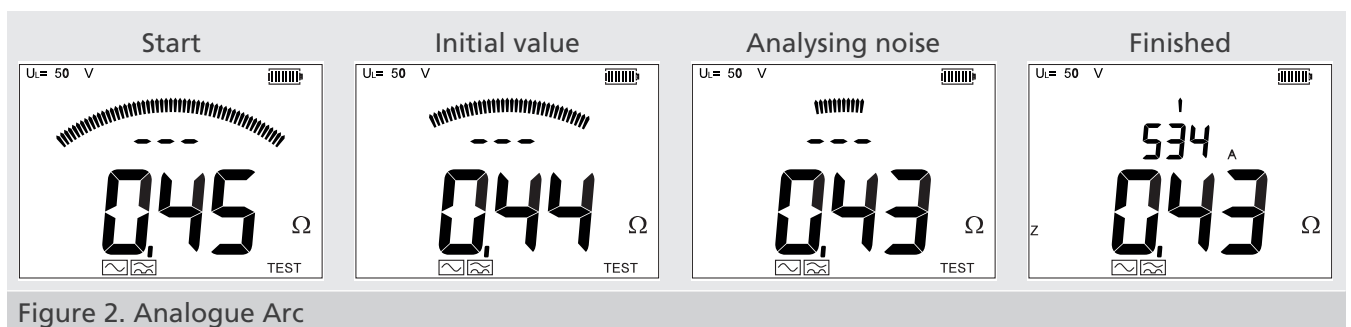 Start
UL= 50 V
--- 
0.45 Ω
TEST
Initial value
UL= 50 V
---
0.44 Ω
TEST
Analysing noise
UL= 50 V
---
0.43 Ω
TEST
Finished
UL= 50 V
534 A
0.43 Ω
Z
Figure 2. Analogue Arc